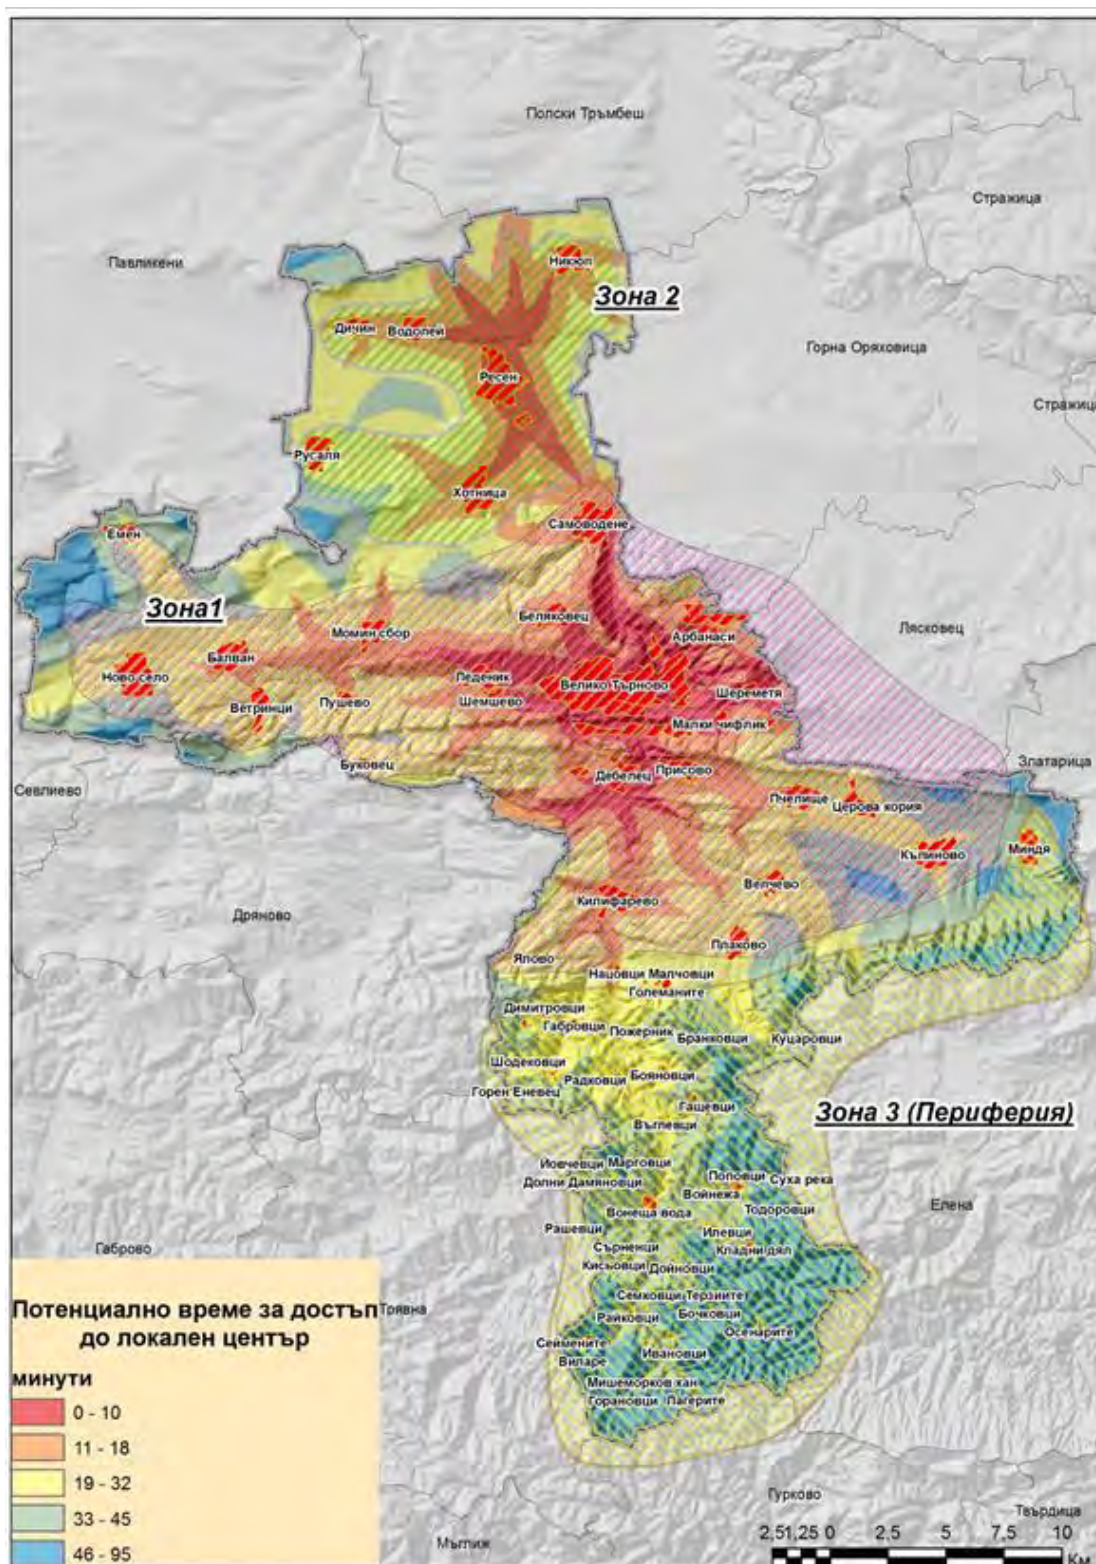 Полски Тръмбеш
Стражица
Павликени
Никюп
Зона 2
Дичин
Водолей
Горна Оряховица
Ресен
Стражица
Русаля
Хотница
Самоводене
Емен
Зона1
Беляковец
Момин сбор
Арбанаси
Лясковец
Балван
Ново село
Леденик
Велико Търново
Шереметя
Ветринци
Пушево
Шемшево
Малки чифлик
Буковец
Присово
Дебелец
Златарица
Севлиево
Пчелище
Церова кория
Къпиново
Миндя
Велчево
Килифарево
Дряново
Плаково
Ялово
Нацовци
Малчовци
Големаните
Димитровци
Габровци
Пожерник
Бранковци
Куцаровци
Шодековци
Радковци
Бояновци
Горен Еневец
Гашевци
Зона 3 (Периферия)
Въглевци
Йовчевци
Марговци
Долни Дамяновци
Поповци
Суха река
Войнежа
Вонеща вода
Тодоровци
Елена
Рашевци
Илевци
Сърненци
Кладни дял
Габрово
Кисьовци
Дойновци
Семковци
Терзиите
Трявна
Райковци
Бочковци
Осенарите
Сеймените
Ивановци
Виларе
Мишеморков хан
Горановци
Лагерите
Потенциално време за достъп
до локален център
минути
0 - 10
11 - 18
19 - 32
33 - 45
46 - 95
Гурково
Твърдица
Мъглиж
2,51,25 0 2,5 5 7,5 10
Км